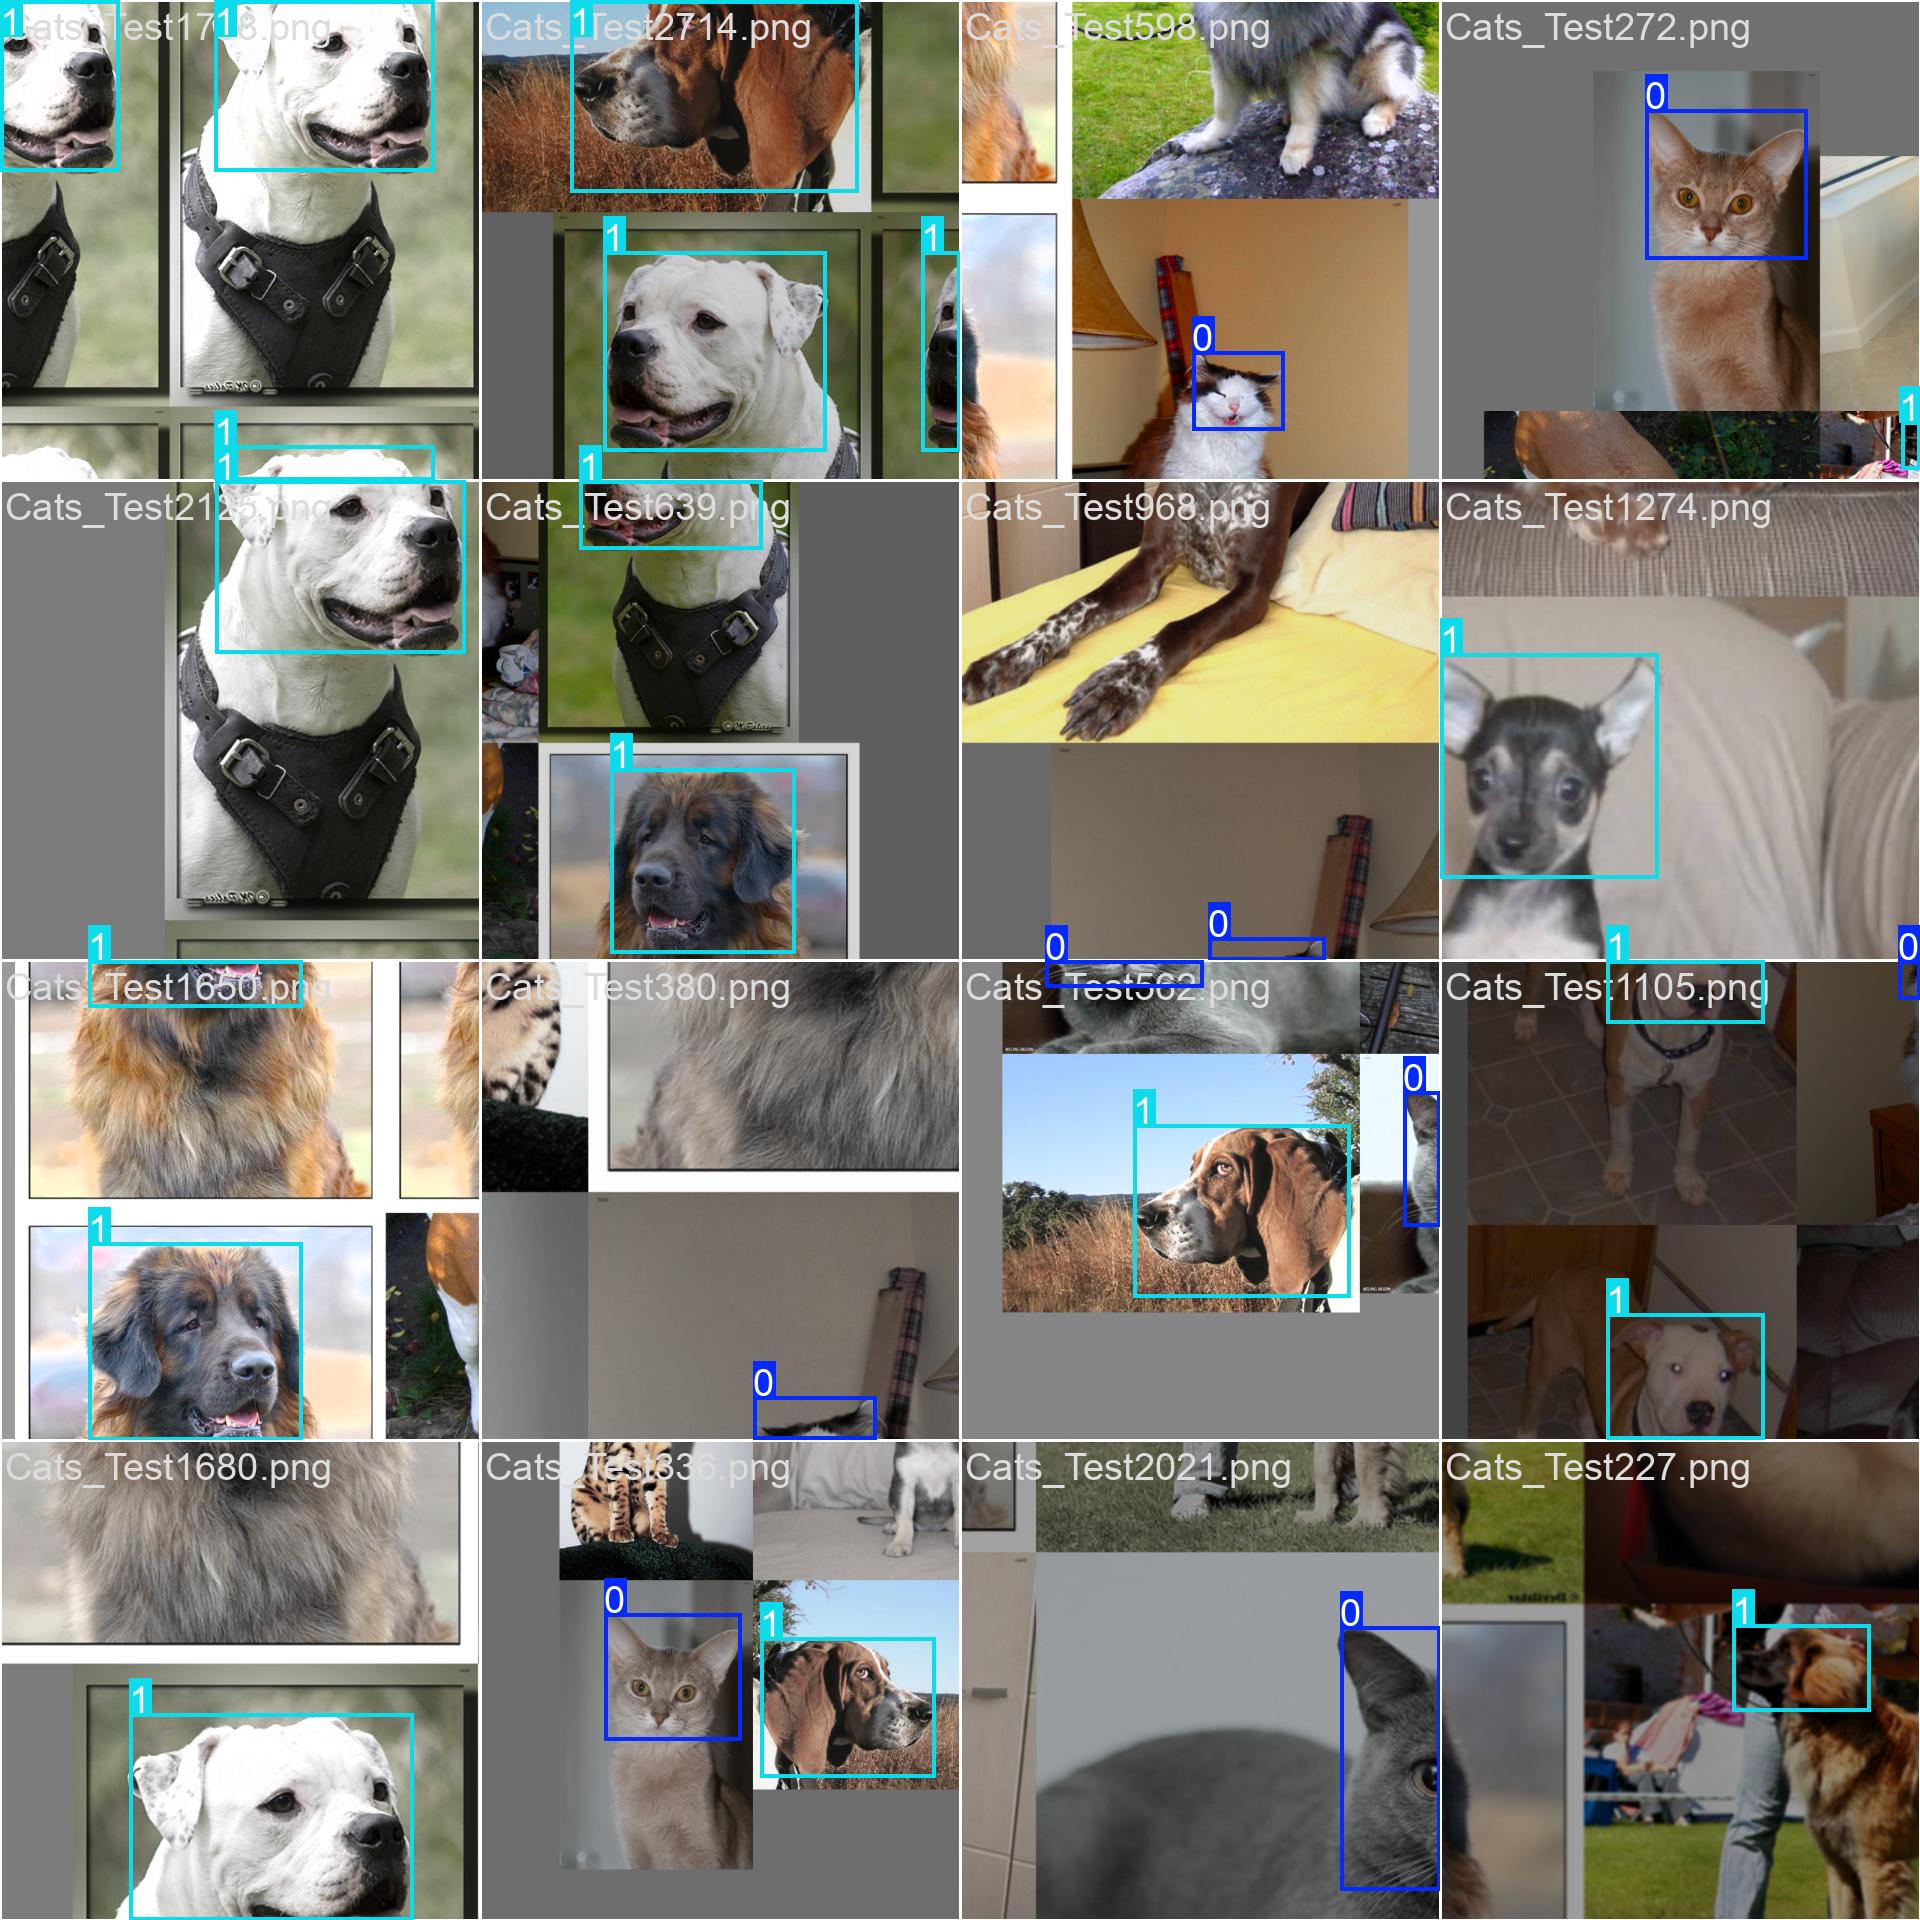 1
1
1
Cats_Test1718.png
Cats_Test2714.png
Cats_Test598.png
Cats_Test272.png
0
1
1
0
1
1
1
1
Cats_Test2125.png
Cats_Test639.png
Cats_Test968.png
Cats_Test1274.png
1
1
0
1
0
1
0
Cats_Test1650.png
Cats_Test380.png
Cats_Test562.png
Cats_Test1105.png
0
1
1
1
0
Cats_Test1680.png
Cats_Test336.png
Cats_Test2021.png
Cats_Test227.png
0
0
1
1
1